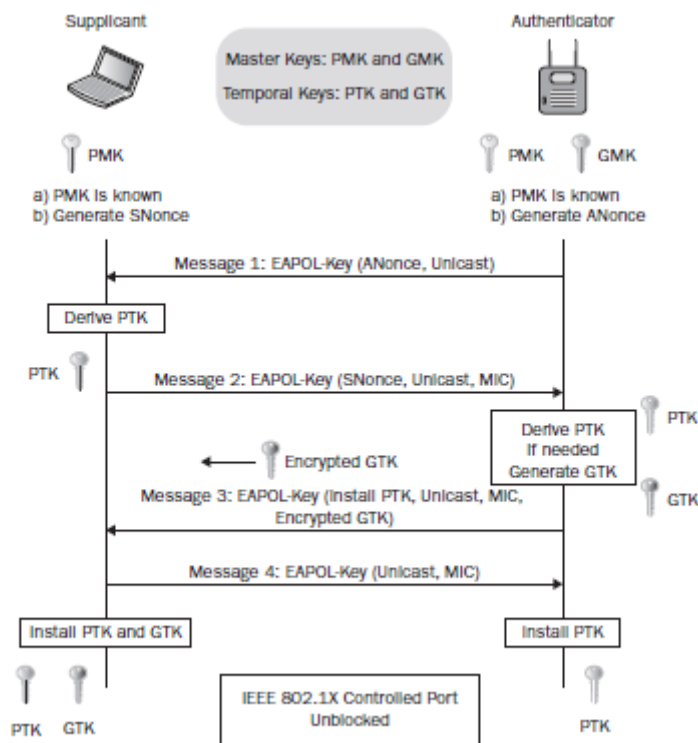 Supplicant
Authenticator
Master Keys: PMK and GMK
Temporal Keys: PTK and GTK
PMK
PMK
GMK
a) PMK is known
b) Generate SNonce
a) PMK is known
b) Generate ANonce
Message 1: EAPOL-Key (ANonce, Unicast)
Derive PTK
PTK
Message 2: EAPOL-Key (SNonce, Unicast, MIC)
Derive PTK
If needed
Generate GTK
PTK
Encrypted GTK
GTK
Message 3: EAPOL-Key (Install PTK, Unicast, MIC,
Encrypted GTK)
Message 4: EAPOL-Key (Unicast, MIC)
Install PTK and GTK
Install PTK
IEEE 802.1X Controlled Port
Unblocked
PTK
GTK
PTK